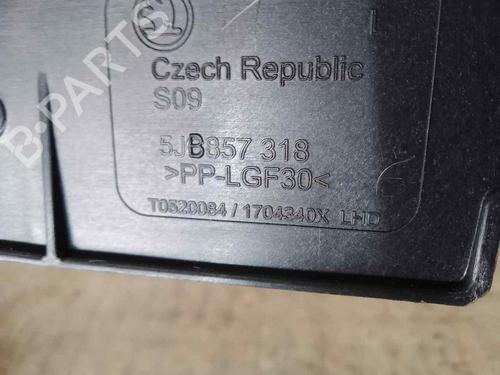 B-PARTS
L
Czech Republic
S09
5JB857 318
>PP-LGF30<
T0520084 / 1704340X LHD